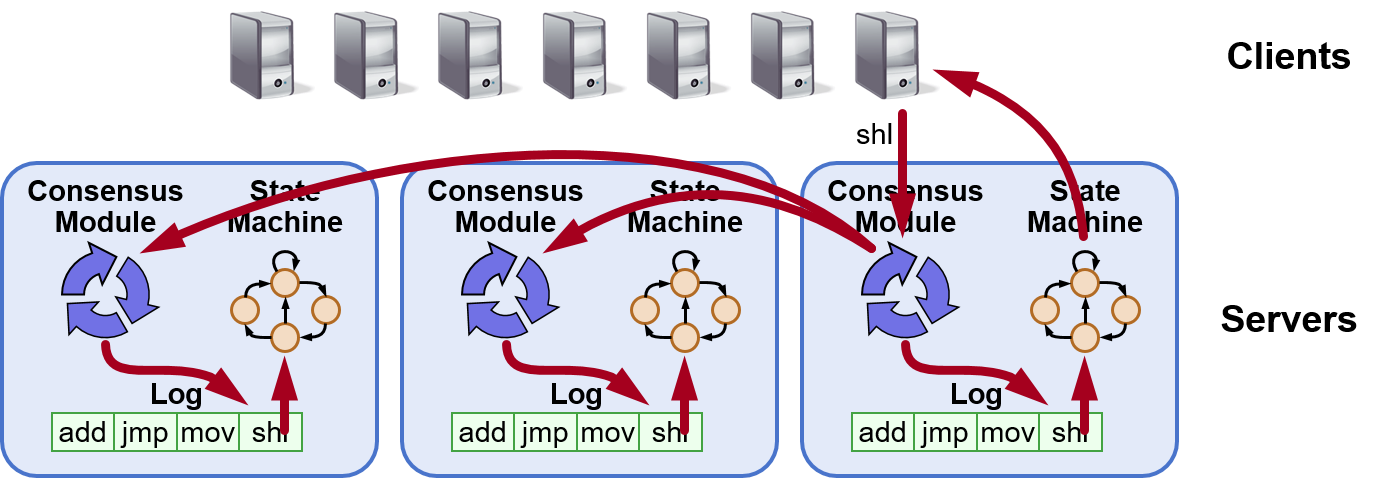 Clients
shl
Consensus
Module
State
Machine
Log
add jmp mov shl
Consensus
Module
State
Machine
Log
add jmp mov shl
Consensus
Module
State
Machine
Log
add jmp mov shl
Servers